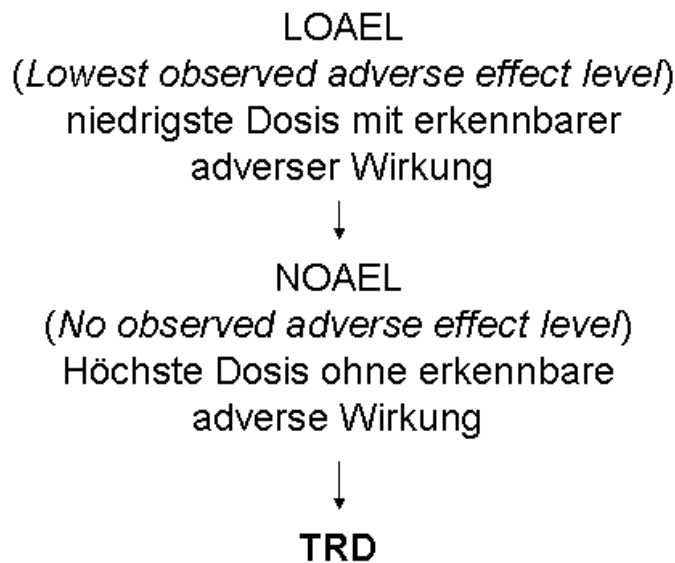 LOAEL
(Lowest observed adverse effect level)
niedrigste Dosis mit erkennbarer
adverser Wirkung
NOAEL
(No observed adverse effect level)
Höchste Dosis ohne erkennbare
adverse Wirkung
TRD